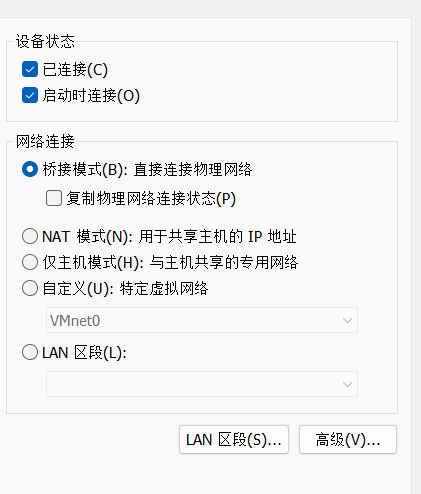 设备状态
已连接(C)
启动时连接(O)
网络连接
桥接模式(B): 直接连接物理网络
复制物理网络连接状态(P)
NAT 模式(N): 用于共享主机的 IP 地址
仅主机模式(H): 与主机共享的专用网络
自定义(U): 特定虚拟网络
VMnet0
LAN 区段(L):
LAN 区段(S)... 高级(V)...